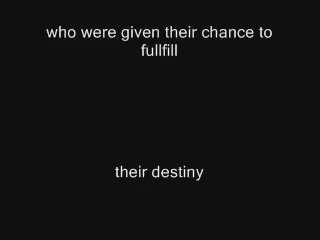 who were given their chance to
fullfill
their destiny